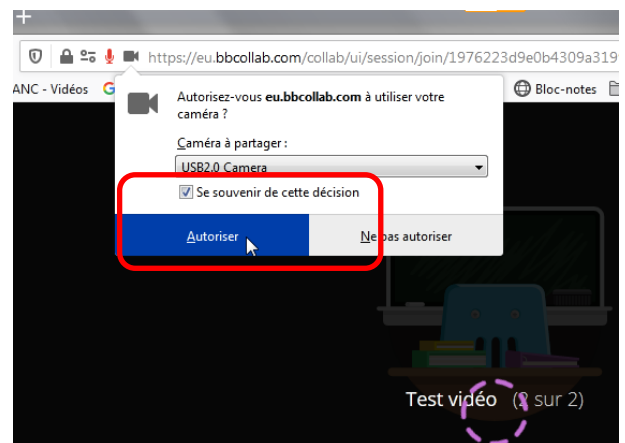 https://eu.bbcollab.com/collab/ui/session/join/1976223d9e0b4309a319
ANC - Vidéos
G
Bloc-notes
Autorisez-vous eu.bbcollab.com à utiliser votre
caméra ?
Caméra à partager :
USB2.0 Camera
Se souvenir de cette décision
Autoriser
Ne pas autoriser
Test vidéo (2 sur 2)